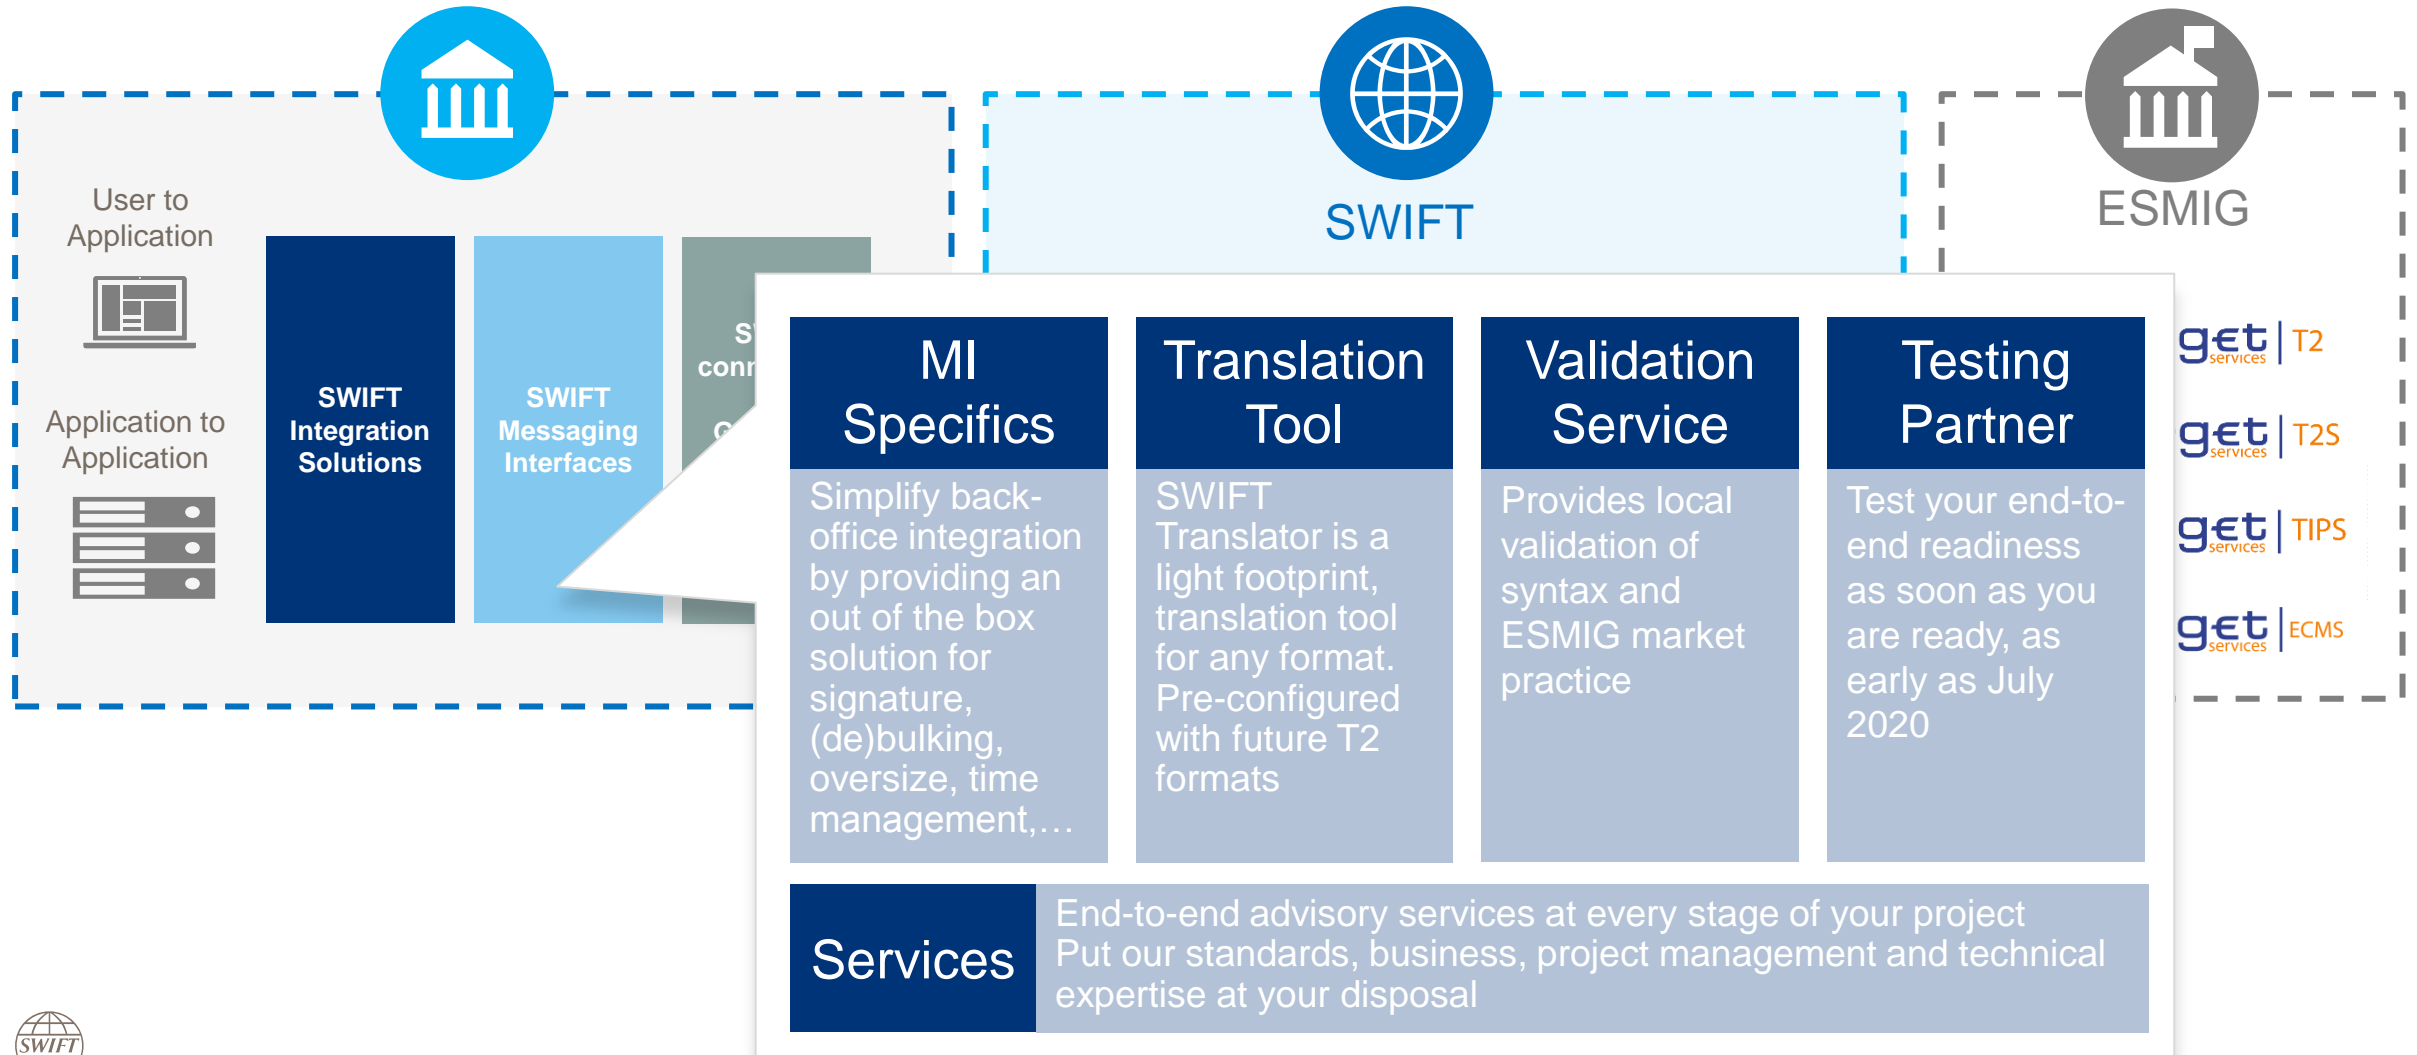 User to
Application
Application to
Application
SWIFT
Integration
Solutions
SWIFT
Messaging
Interfaces
SWIFT
ESMIG
MI
Specifics
Simplify back-
office integration
by providing an
out of the box
solution for
signature,
(de)bulking,
oversize, time
management,…
Translation
Tool
SWIFT
Translator is a
light footprint,
translation tool
for any format.
Pre-configured
with future T2
formats
Validation
Service
Provides local
validation of
syntax and
ESMIG market
practice
Testing
Partner
Test your end-to-
end readiness
as soon as you
are ready, as
early as July
2020
Services
End-to-end advisory services at every stage of your project
Put our standards, business, project management and technical
expertise at your disposal
g€t services | T2
g€t services | T2S
g€t services | TIPS
g€t services | ECMS
SWIFT